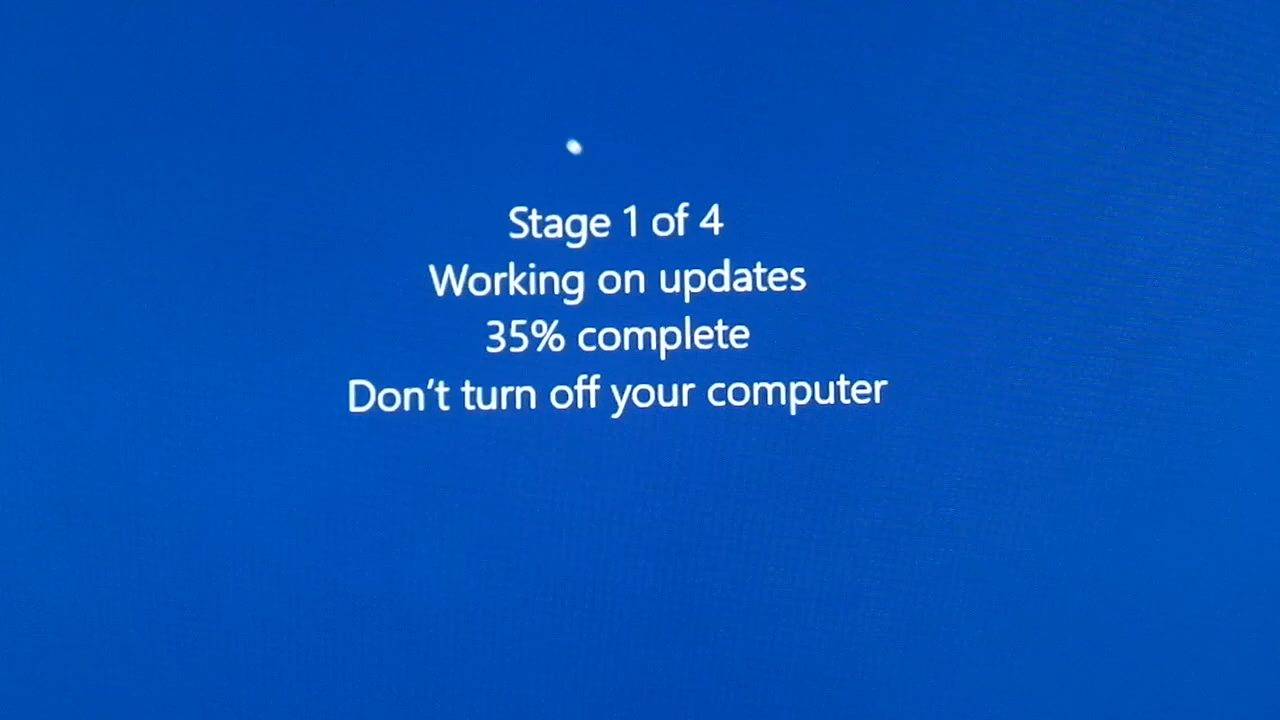 Stage 1 of 4
Working on updates
35% complete
Don’t turn off your computer